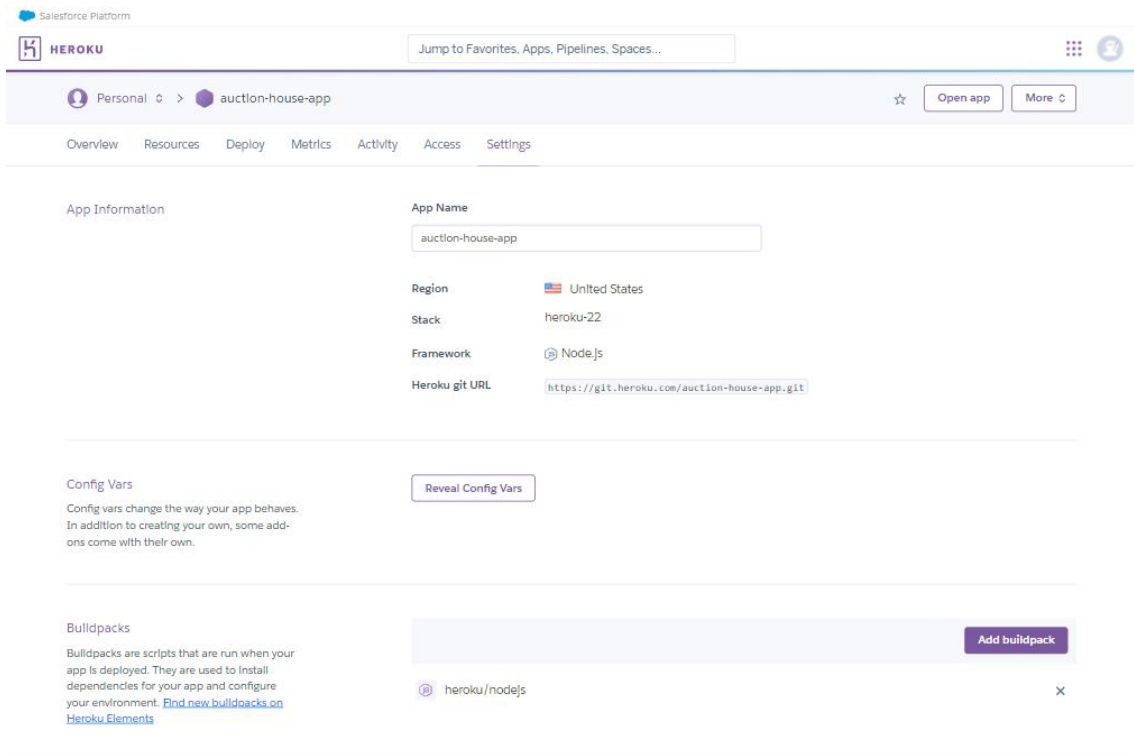 Salesforce Platform
HEROKU
Jump to Favorites, Apps, Pipelines, Spaces...
Personal > auction-house-app
Open app
More
Overview Resources Deploy Metrics Activity Access Settings
App Information
App Name
auction-house-app
Region United States
Stack heroku-22
Framework Node.js
Heroku git URL https://git.heroku.com/auction-house-app.git
Config Vars
Config vars change the way your app behaves.
In addition to creating your own, some add-
ons come with their own.
Reveal Config Vars
Buildpacks
Buildpacks are scripts that are run when your
app is deployed. They are used to install
dependencies for your app and configure
your environment. Find new buildpacks on
Heroku Elements
Add buildpack
heroku/nodejs